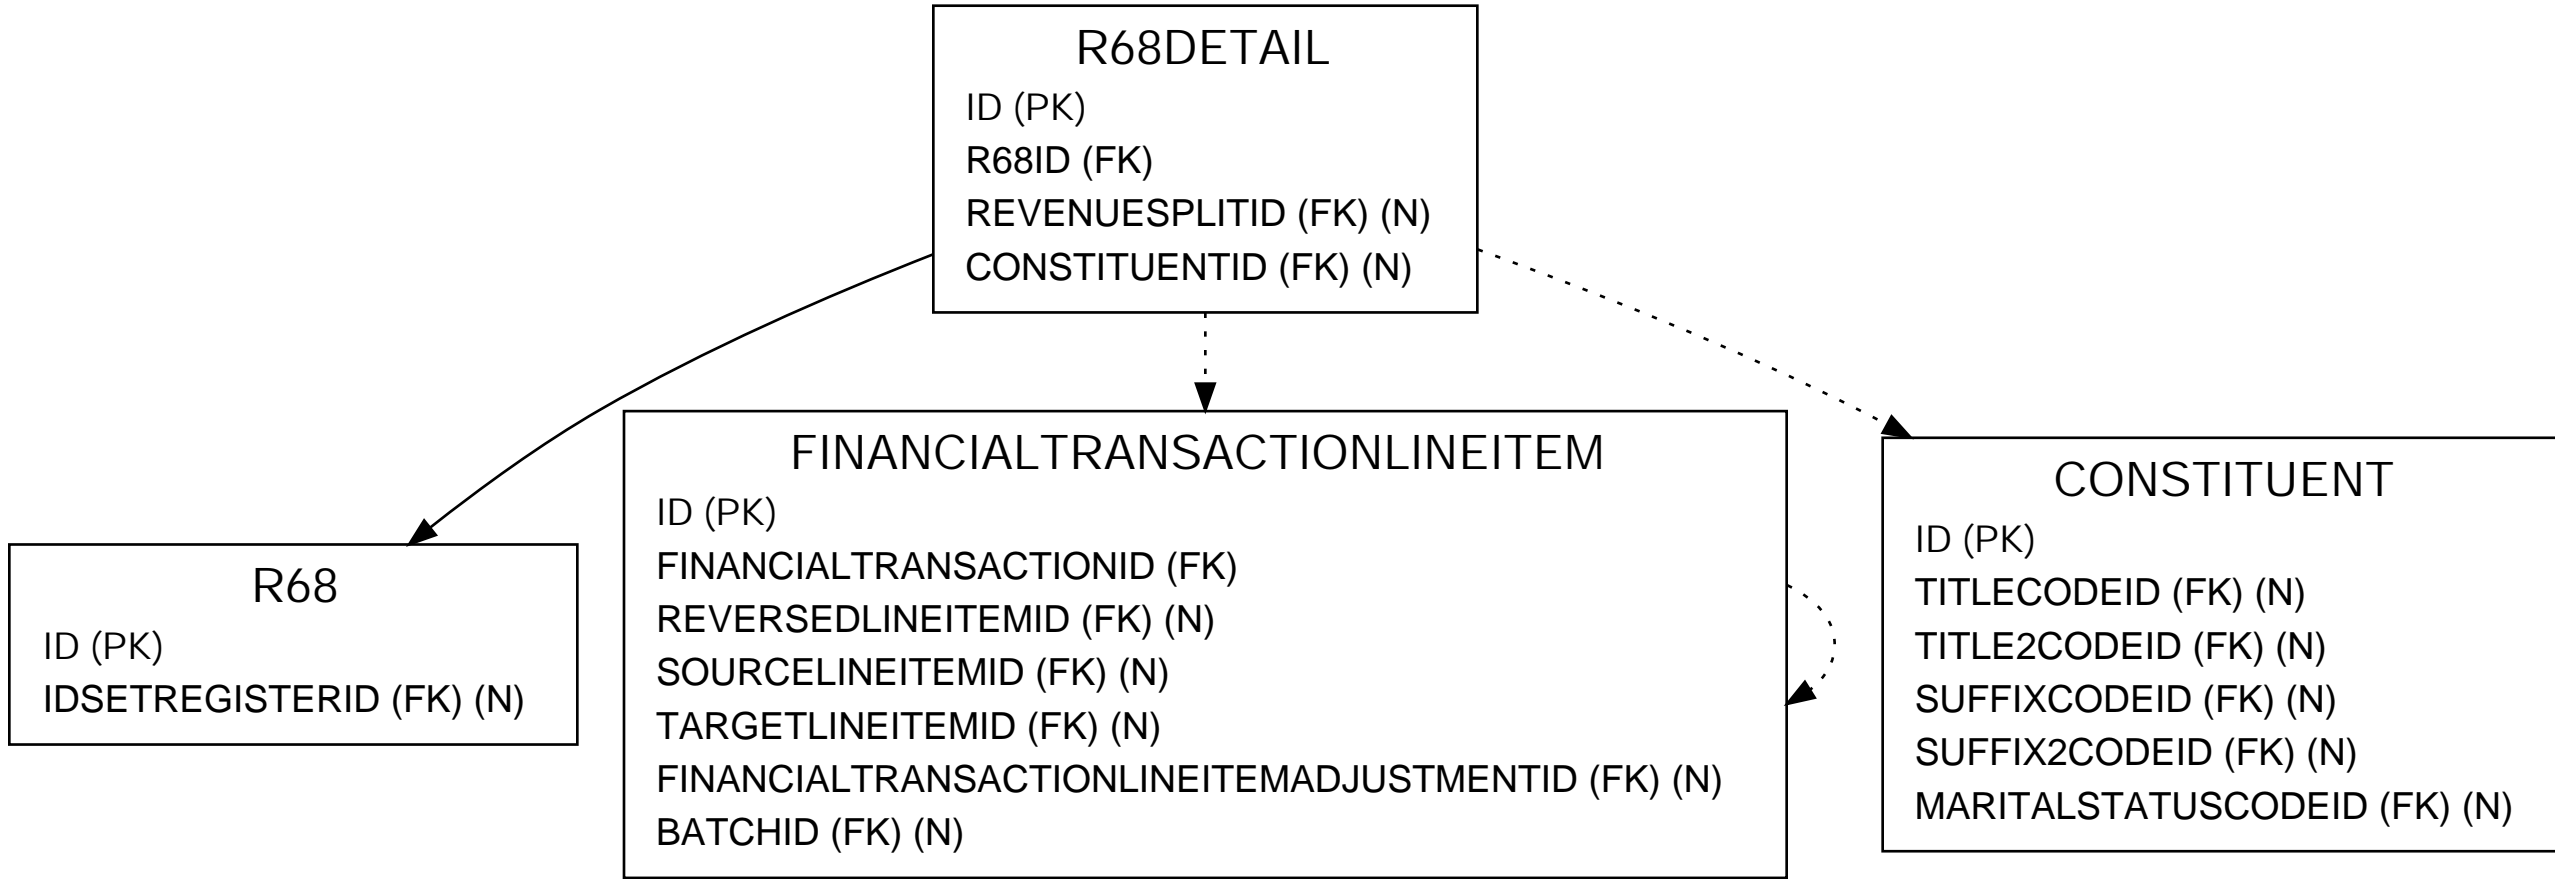 R68DETAIL
ID (PK)
R68ID (FK)
REVENUESPLITID (FK) (N)
CONSTITUENTID (FK) (N)
R68
ID (PK)
IDSETREGISTERID (FK) (N)
FINANCIALTRANSACTIONLINEITEM
ID (PK)
FINANCIALTRANSACTIONID (FK)
REVERSEDLINEITEMID (FK) (N)
SOURCELINEITEMID (FK) (N)
TARGETLINEITEMID (FK) (N)
FINANCIALTRANSACTIONLINEITEMADJUSTMENTID (FK) (N)
BATCHID (FK) (N)
CONSTITUENT
ID (PK)
TITLECODEID (FK) (N)
TITLE2CODEID (FK) (N)
SUFFIXCODEID (FK) (N)
SUFFIX2CODEID (FK) (N)
MARITALSTATUSCODEID (FK) (N)